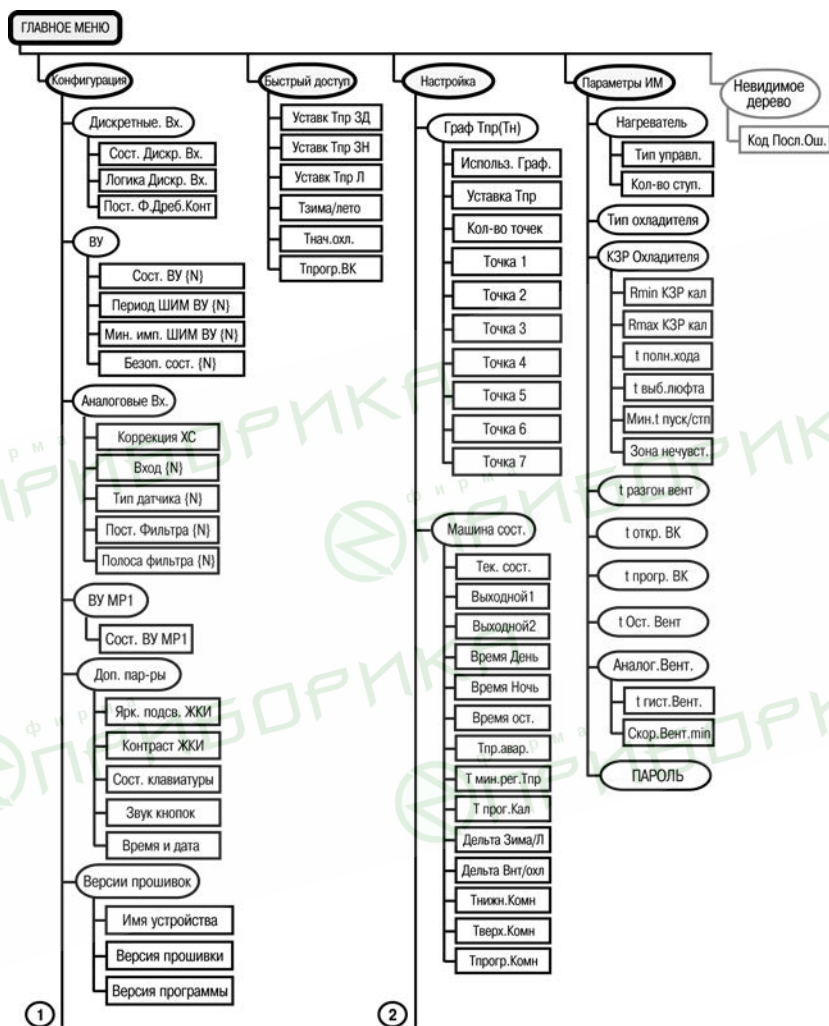 ГЛАВНОЕ МЕНЮ
Конфигурация
Дискретные. Вх.
Сост. Дискр. Вх.
Логика Дискр. Вх.
Пост. Ф.Дреб.Конт
ВУ
Сост. ВУ {N}
Период ШИМ ВУ {N}
Мин. имп. ШИМ ВУ {N}
Безоп. сост. {N}
Аналоговые Вх.
Коррекция ХС
Вход {N}
Тип датчика {N}
Пост. Фильтра {N}
Полоса фильтра {N}
ВУ МР1
Сост. ВУ МР1
Доп. пар-ры
Ярк. подсв. ЖКИ
Контраст ЖКИ
Сост. клавиатуры
Звук кнопок
Время и дата
Версии прошивок
Имя устройства
Версия прошивки
Версия программы
1
Быстрый доступ
Уставк Тпр ЗД
Уставк Тпр ЗН
Уставк Тпр Л
Тзима/лето
Тнач.охл.
Тпрогр.ВК
Настройка
Граф Тпр(Тн)
Использ. Граф.
Уставка Тпр
Кол-во точек
Точка 1
Точка 2
Точка 3
Точка 4
Точка 5
Точка 6
Точка 7
Машина сост.
Тек. сост.
Выходной1
Выходной2
Время День
Время Ночь
Время ост.
Тпр.авар.
Т мин.рег.Тпр
Т прог.Кал
Дельта Зима/Л
Дельта Внт/охл
Тнижн.Комн
Тверх.Комн
Тпрогр.Комн
2
Параметры ИМ
Нагреватель
Тип управл.
Кол-во ступ.
Тип охладителя
КЗР Охладителя
Rmin КЗР кал
Rmax КЗР кал
t полн.хода
t выб.люфта
Мин.t пуск/стп
Зона нечувст.
t разгон вент
t откр. ВК
t прогр. ВК
t Ост. Вент
Аналог.Вент.
t гист.Вент.
Скор.Вент.min
ПАРОЛЬ
Невидимое
дерево
Код Посл.Ош.
фирма
ПРИБОРИКА